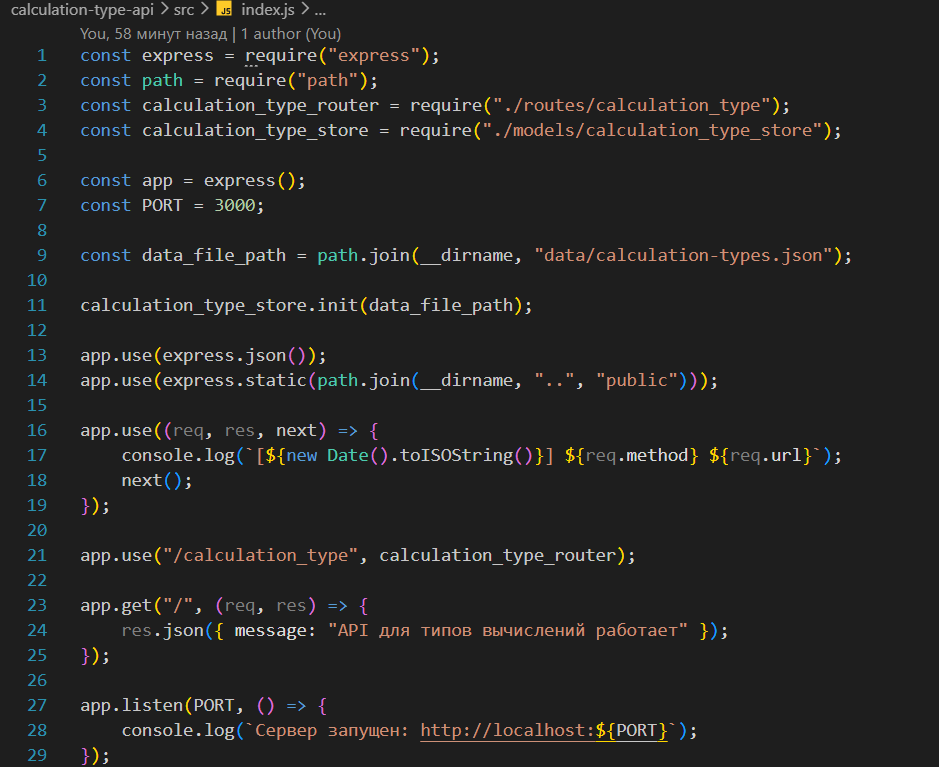 calculation-type-api > src > JS index.js > ...
You, 58 минут назад | 1 author (You)
1 const express = require("express");
2 const path = require("path");
3 const calculation_type_router = require("./routes/calculation_type");
4 const calculation_type_store = require("./models/calculation_type_store");
5
6 const app = express();
7 const PORT = 3000;
8
9 const data_file_path = path.join(__dirname, "data/calculation-types.json");
10
11 calculation_type_store.init(data_file_path);
12
13 app.use(express.json());
14 app.use(express.static(path.join(__dirname, "..", "public")));
15
16 app.use((req, res, next) => {
17     console.log(`[${new Date().toISOString()}] ${req.method} ${req.url}`);
18     next();
19 });
20
21 app.use("/calculation_type", calculation_type_router);
22
23 app.get("/", (req, res) => {
24     res.json({ message: "API для типов вычислений работает" });
25 });
26
27 app.listen(PORT, () => {
28     console.log(`Сервер запущен: http://localhost:${PORT}`);
29 });